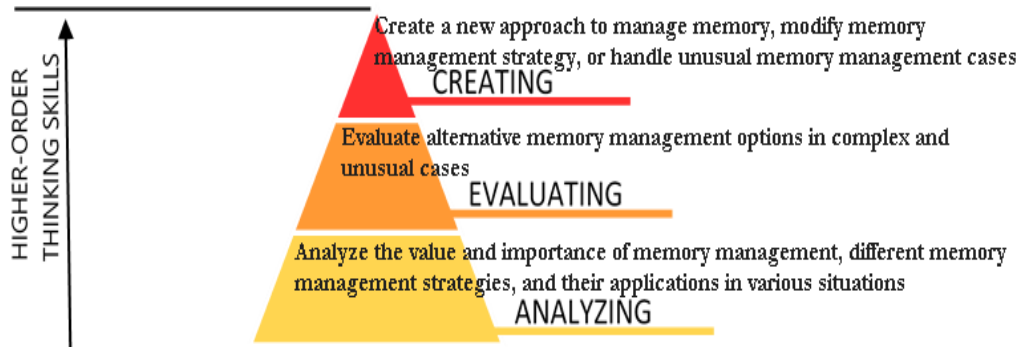 HIGHER-ORDER
THINKING SKILLS
Create a new approach to manage memory, modify memory
management strategy, or handle unusual memory management cases
CREATING
Evaluate alternative memory management options in complex and
unusual cases
EVALUATING
Analyze the value and importance of memory management, different memory
management strategies, and their applications in various situations
ANALYZING